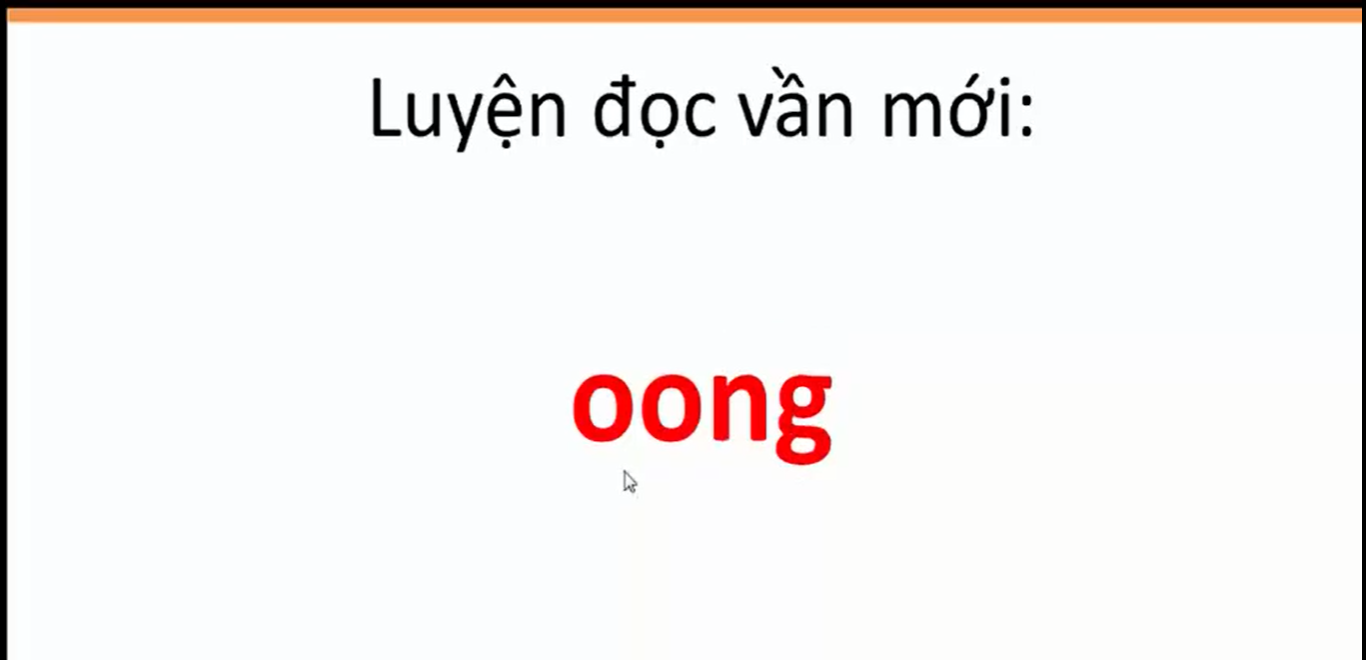 Luyện đọc vần mới:
oong